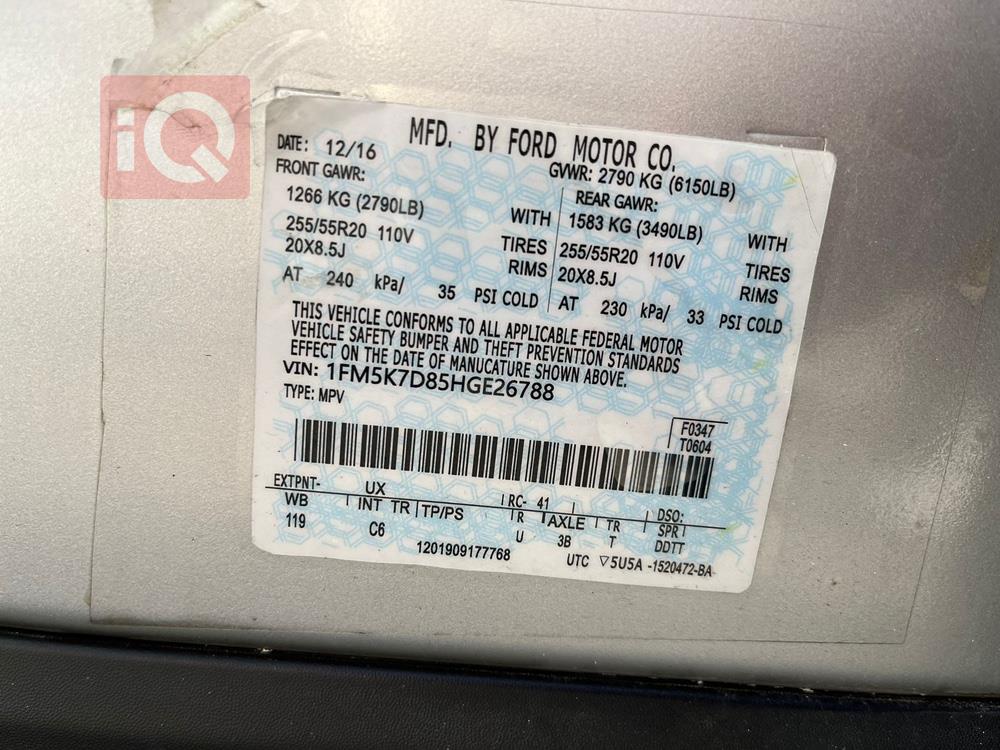 iQ
MFD. BY FORD MOTOR CO.
DATE: 12/16
GVWR: 2790 KG (6150LB)
FRONT GAWR:
REAR GAWR:
1266 KG (2790LB) WITH
1583 KG (3490LB) WITH
255/55R20 110V TIRES
255/55R20 110V TIRES
20X8.5J RIMS
20X8.5J RIMS
AT 240 kPa/ 35 PSI COLD
AT 230 kPa/ 33 PSI COLD
THIS VEHICLE CONFORMS TO ALL APPLICABLE FEDERAL MOTOR
VEHICLE SAFETY BUMPER AND THEFT PREVENTION STANDARDS
EFFECT ON THE DATE OF MANUCATURE SHOWN ABOVE.
VIN: 1FM5K7D85HGE26788
TYPE: MPV
F0347
T0604
EXTPNT- UX RC- 41 DSO:
WB INT TR TP/PS R AXLE TR SPR
119 C6 U 3B T DDTT
1201909177768
UTC ▽5U5A -1520472-BA